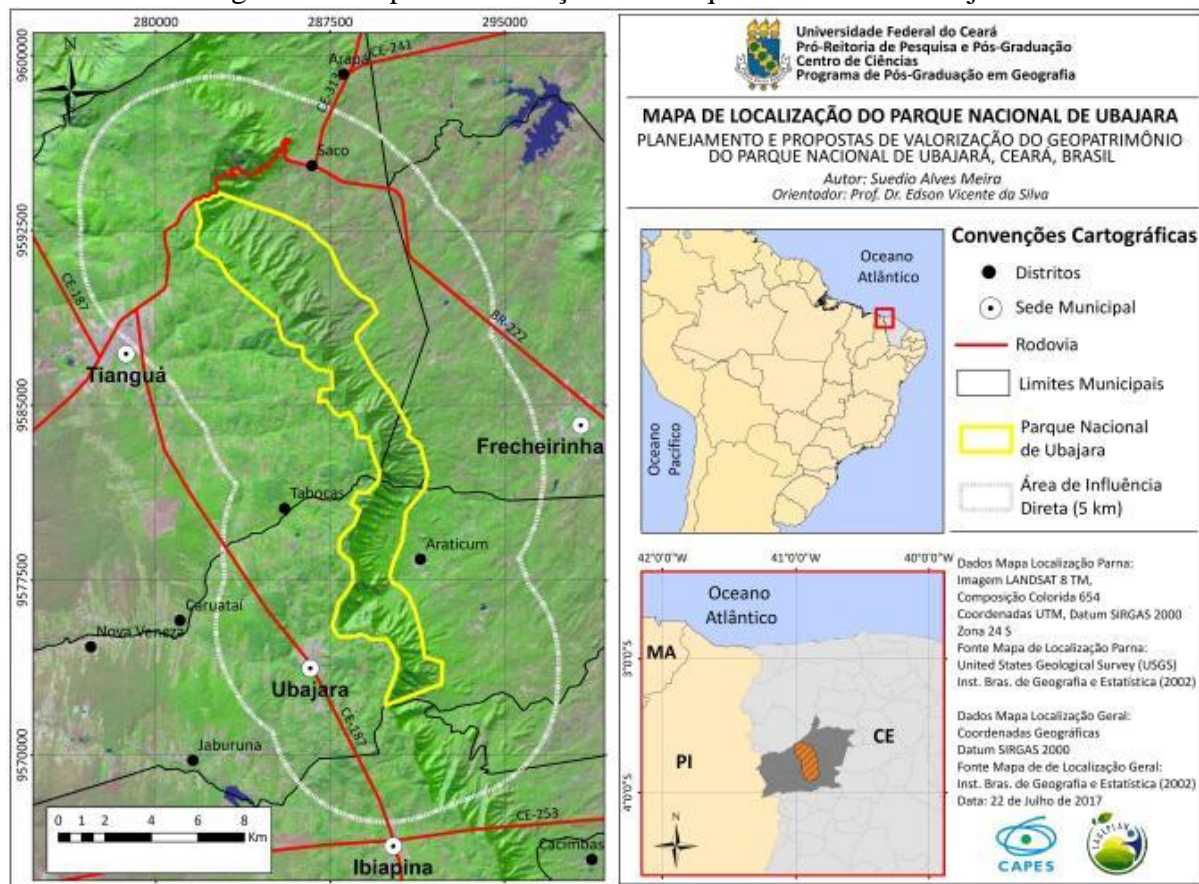 280000
287500
295000
9600000
9592500
9585000
9577500
9570000
N
Arapá
CE-241
CE-313
Saco
CE-187
Tianguá
BR-222
Frecheirinha
Tabocas
Araticum
Caruataí
Nova Veneza
Ubajara
CE-187
Jaburuna
CE-253
Cacimbas
Ibiapina
0 1 2 4 6 8
Km
Universidade Federal do Ceará
Pró-Reitoria de Pesquisa e Pós-Graduação
Centro de Ciências
Programa de Pós-Graduação em Geografia
MAPA DE LOCALIZAÇÃO DO PARQUE NACIONAL DE UBAJARA
PLANEJAMENTO E PROPOSTAS DE VALORIZAÇÃO DO GEOPATRIMÔNIO
DO PARQUE NACIONAL DE UBAJARÁ, CEARÁ, BRASIL
Autor: Suedio Alves Meira
Orientador: Prof. Dr. Edson Vicente da Silva
Oceano
Atlântico
Oceano
Pacífico
Convenções Cartográficas
Distritos
Sede Municipal
Rodovia
Limites Municipais
Parque Nacional
de Ubajara
Área de Influência
Direta (5 km)
42°0'0"W
41°0'0"W
40°0'0"W
3°0'0"S
4°0'0"S
Oceano
Atlântico
MA
PI
CE
N
Dados Mapa Localização Parna:
Imagem LANDSAT 8 TM,
Composição Colorida 654
Coordenadas UTM, Datum SIRGAS 2000
Zona 24 S
Fonte Mapa de Localização Parna:
United States Geological Survey (USGS)
Inst. Bras. de Geografia e Estatística (2002)
Dados Mapa Localização Geral:
Coordenadas Geográficas
Datum SIRGAS 2000
Fonte Mapa de de Localização Geral:
Inst. Bras. de Geografia e Estatística (2002)
Data: 22 de Julho de 2017
CAPES